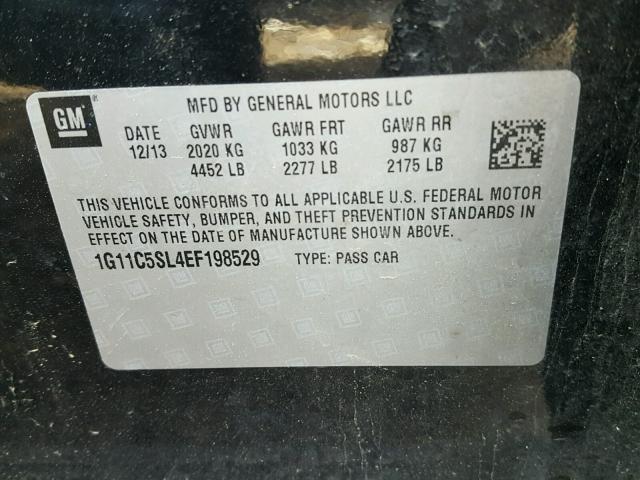 GM ®
MFD BY GENERAL MOTORS LLC
DATE GVWR GAWR FRT GAWR RR
12/13 2020 KG 1033 KG 987 KG
4452 LB 2277 LB 2175 LB
THIS VEHICLE CONFORMS TO ALL APPLICABLE U.S. FEDERAL MOTOR
VEHICLE SAFETY, BUMPER, AND THEFT PREVENTION STANDARDS IN
EFFECT ON THE DATE OF MANUFACTURE SHOWN ABOVE.
1G11C5SL4EF198529 TYPE: PASS CAR